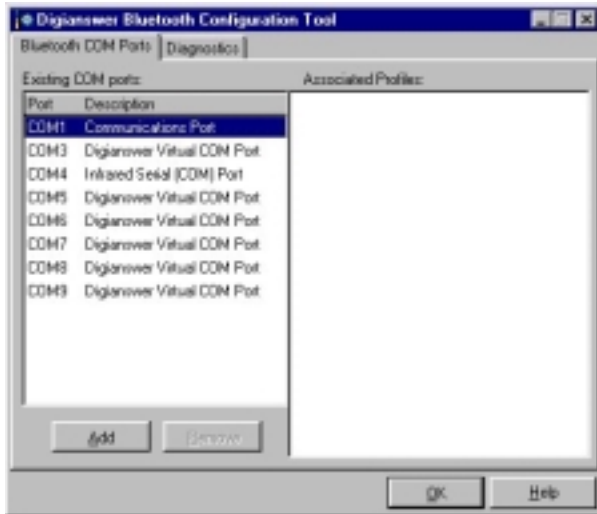 Digianswer Bluetooth Configuration Tool
Bluetooth COM Ports Diagnostics
Existing COM ports: Associated Profiles:
Port Description
COM1 Communications Port
COM3 Digianswer Virtual COM Port
COM4 Infrared Serial (COM) Port
COM5 Digianswer Virtual COM Port
COM6 Digianswer Virtual COM Port
COM7 Digianswer Virtual COM Port
COM8 Digianswer Virtual COM Port
COM9 Digianswer Virtual COM Port
Add Remove
OK Help